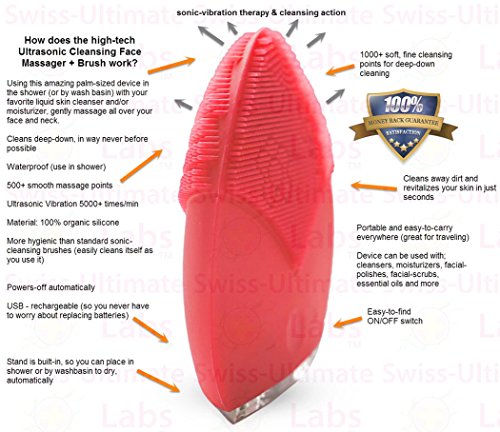 sonic-vibration therapy & cleansing action
How does the high-tech
Ultrasonic Cleansing Face
Massager + Brush work?
Using this amazing palm-sized device in
the shower (or by wash basin) with your
favorite liquid skin cleanser and/or
moisturizer, gently massage all over your
face and neck.
Cleans deep-down, in way never before
possible
Waterproof (use in shower)
500+ smooth massage points
Ultrasonic Vibration 5000+ times/min
Material: 100% organic silicone
More hygienic than standard sonic-
cleansing brushes (easily cleans itself as
you use it)
Powers-off automatically
USB - rechargeable (so you never have
to worry about replacing batteries)
Stand is built-in, so you can place
in shower or by washbasin to dry,
automatically
1000+ soft, fine cleansing
points for deep-down
cleaning
100%
MONEY BACK GUARANTEE
SATISFACTION
Cleans away dirt and
revitalizes your skin in just
seconds
Portable and easy-to-carry
everywhere (great for traveling)
Device can be used with;
cleansers, moisturizers, facial-
polishes, facial-scrubs,
essential oils and more
Easy-to-find
ON/OFF switch
Swiss-Ultimate
Labs